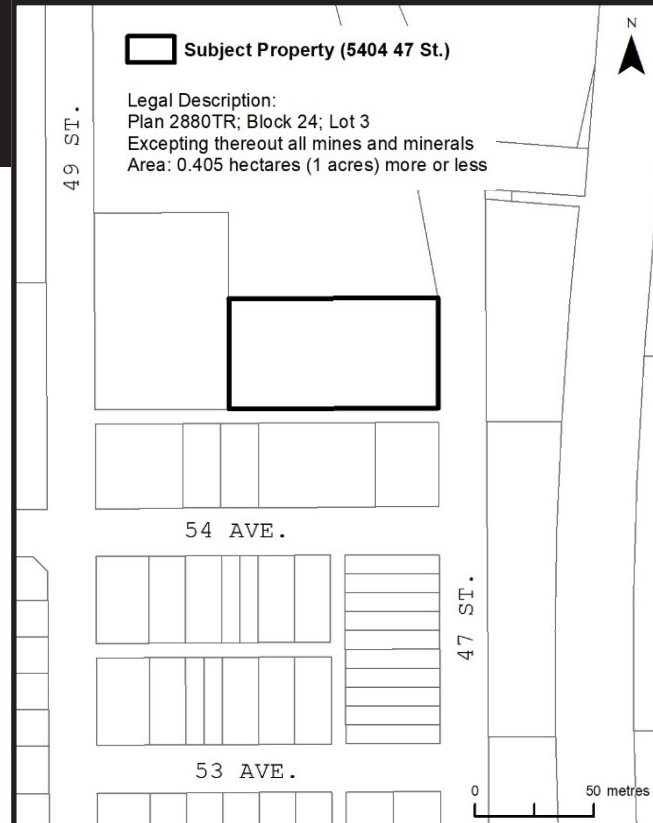 N
Subject Property (5404 47 St.)
Legal Description:
Plan 2880TR; Block 24; Lot 3
Excepting thereout all mines and minerals
Area: 0.405 hectares (1 acres) more or less
49 ST.
54 AVE.
47 ST.
53 AVE.
0 50 metres